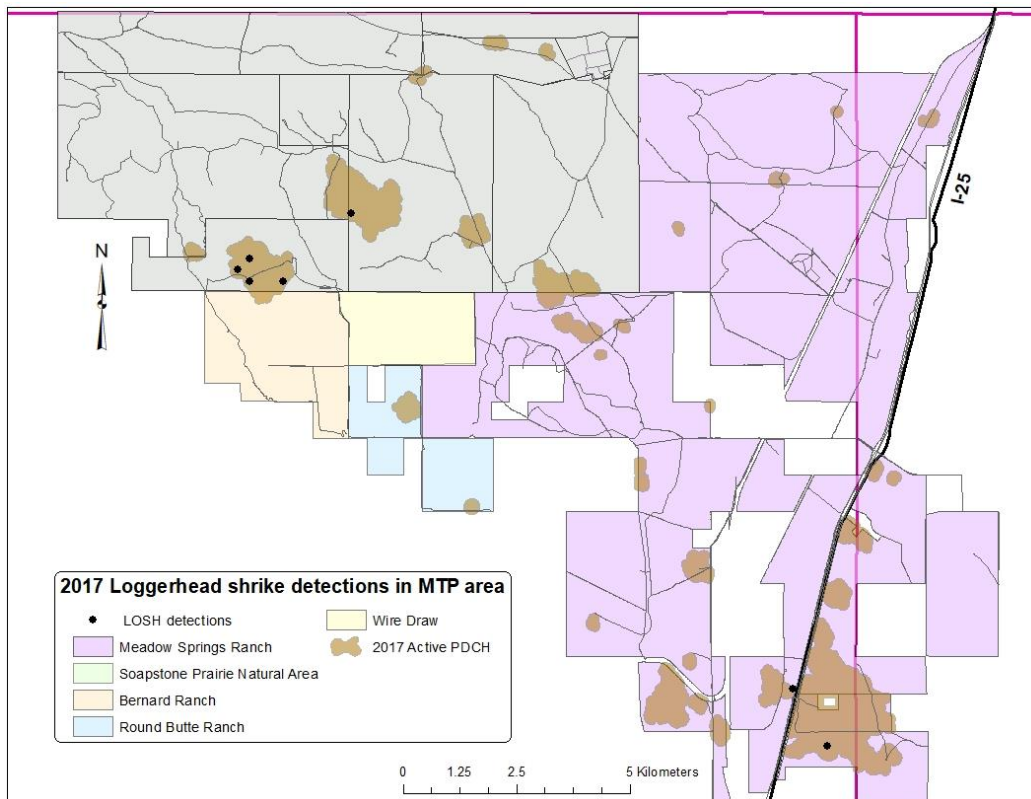 I-25
N
2017 Loggerhead shrike detections in MTP area
LOSH detections
Meadow Springs Ranch
Soapstone Prairie Natural Area
Bernard Ranch
Round Butte Ranch
Wire Draw
2017 Active PDCH
0 1.25 2.5 5 Kilometers